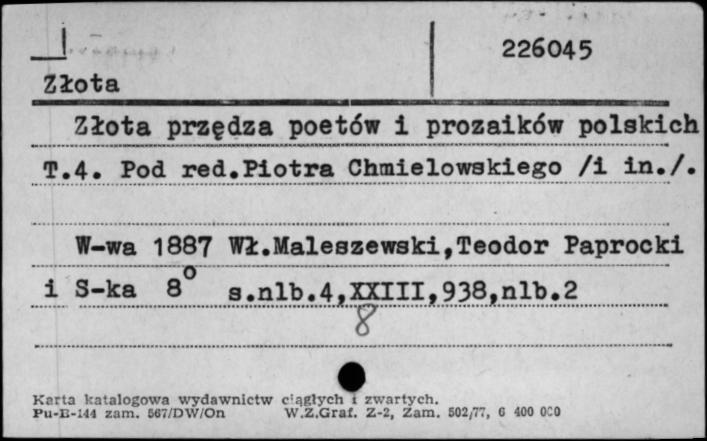 226045
Złota
Złota przędza poetów i prozaików polskich
T.4. Pod red.Piotra Chmielowskiego /i in./.
W-wa 1887 Wł.Maleszewski,Teodor Paprocki
i S-ka 8° s.nlb.4,XXIII,938,nlb.2
8
Karta katalogowa wydawnictw ciągłych i zwartych.
Pu-B-144 zam. 567/DW/On W.Z.Graf. Z-2, Zam. 502/77, 6 400 000